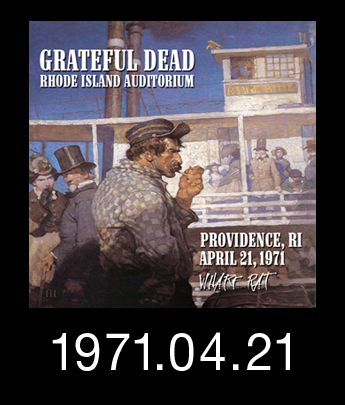 GRATEFUL DEAD
RHODE ISLAND AUDITORIUM
PROVIDENCE, RI
APRIL 21, 1971
WHARF RAT
1971.04.21